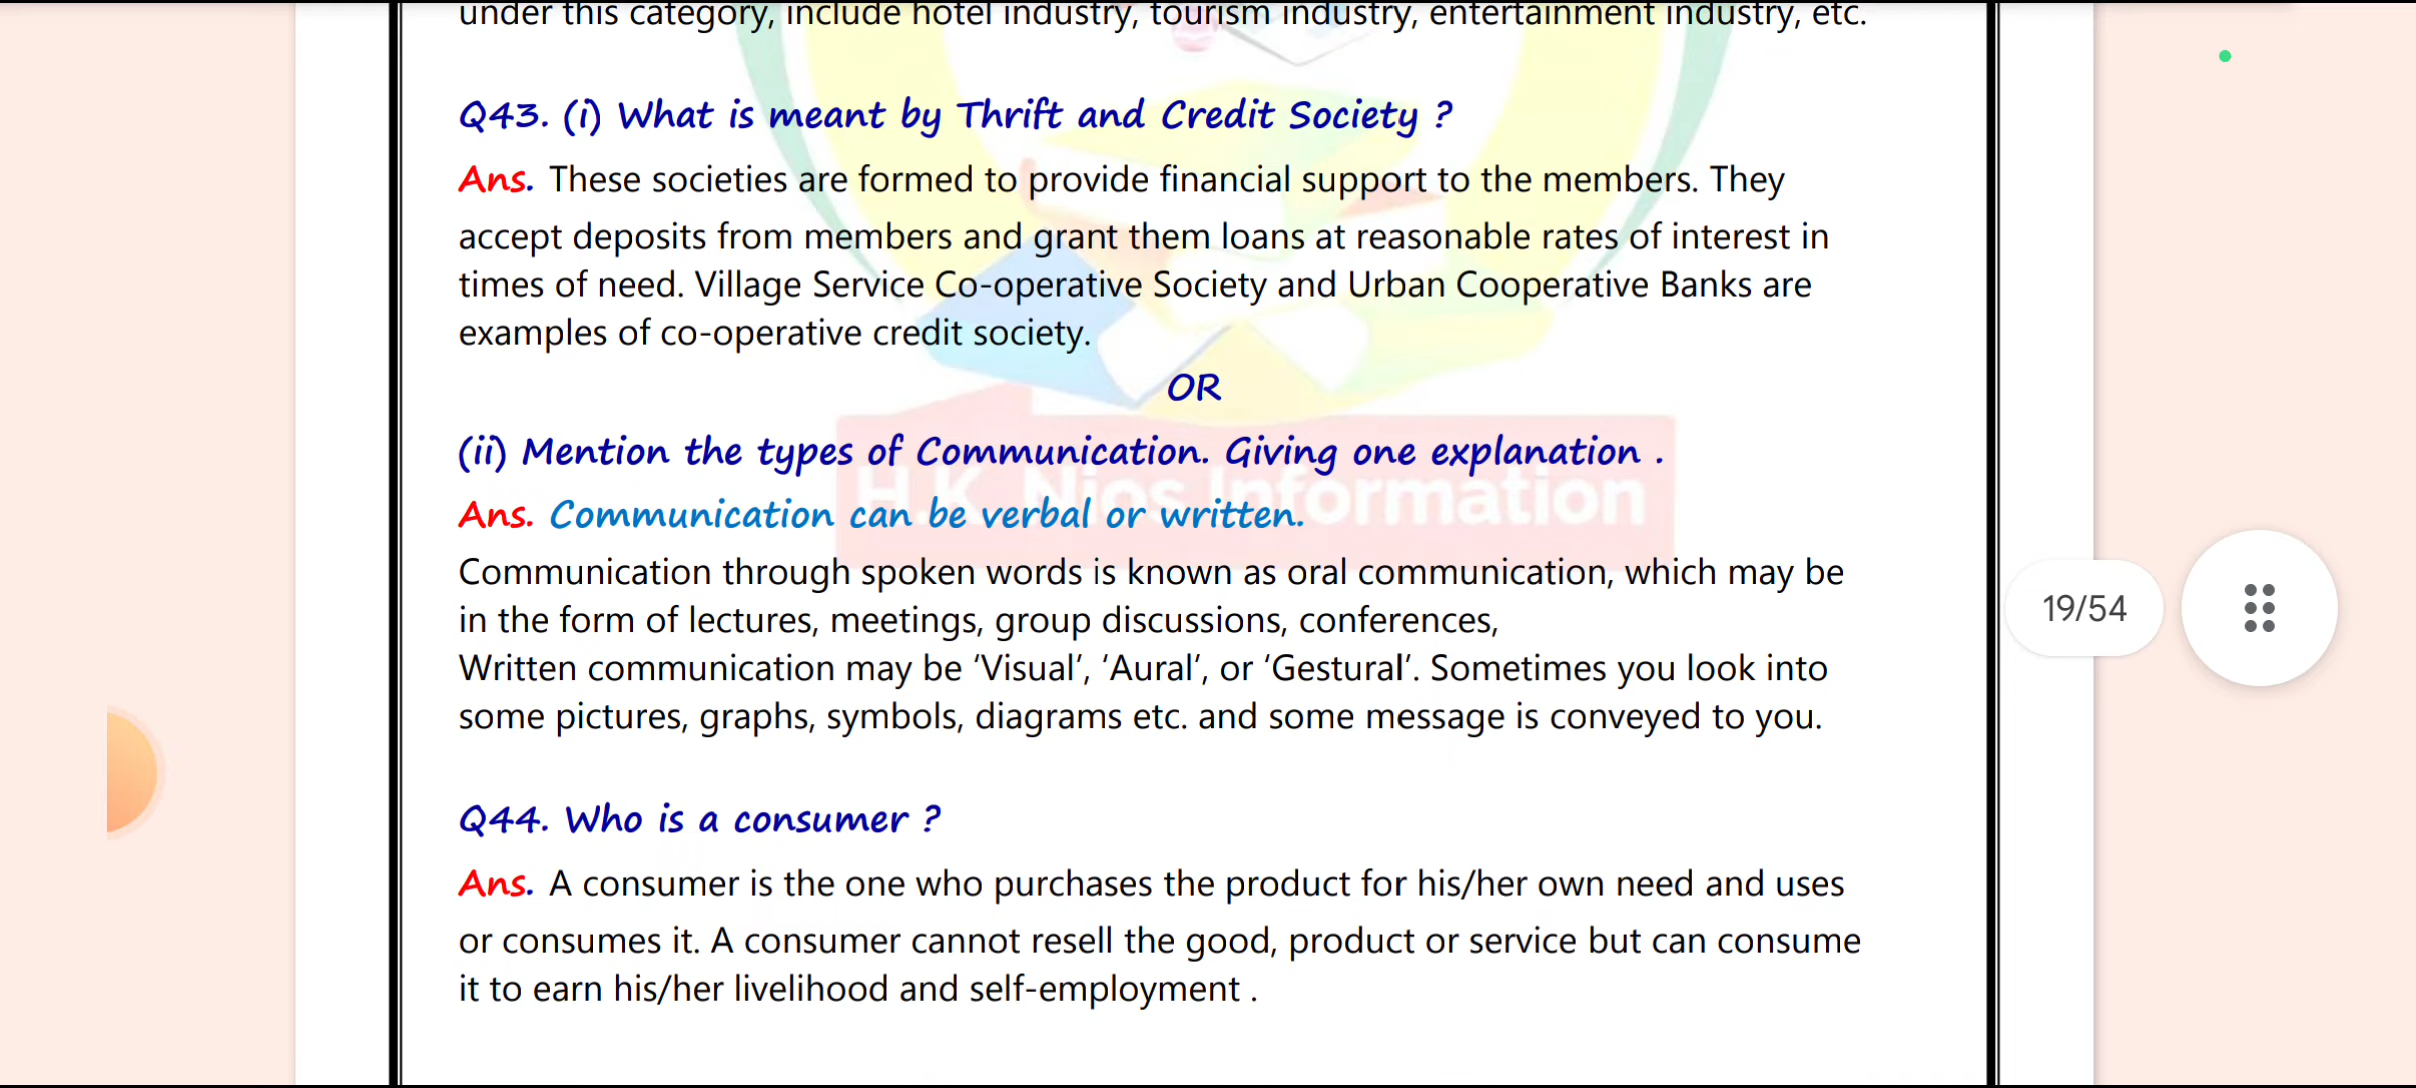 under this category, include hotel industry, tourism industry, entertainment industry, etc.
Q43. (i) What is meant by Thrift and Credit Society ?
Ans. These societies are formed to provide financial support to the members. They
accept deposits from members and grant them loans at reasonable rates of interest in
times of need. Village Service Co-operative Society and Urban Cooperative Banks are
examples of co-operative credit society.
OR
(ii) Mention the types of Communication. Giving one explanation .
H.K Nios Information
Ans. Communication can be verbal or written.
Communication through spoken words is known as oral communication, which may be
in the form of lectures, meetings, group discussions, conferences,
Written communication may be ‘Visual’, ‘Aural’, or ‘Gestural’. Sometimes you look into
some pictures, graphs, symbols, diagrams etc. and some message is conveyed to you.
19/54
Q44. Who is a consumer ?
Ans. A consumer is the one who purchases the product for his/her own need and uses
or consumes it. A consumer cannot resell the good, product or service but can consume
it to earn his/her livelihood and self-employment .